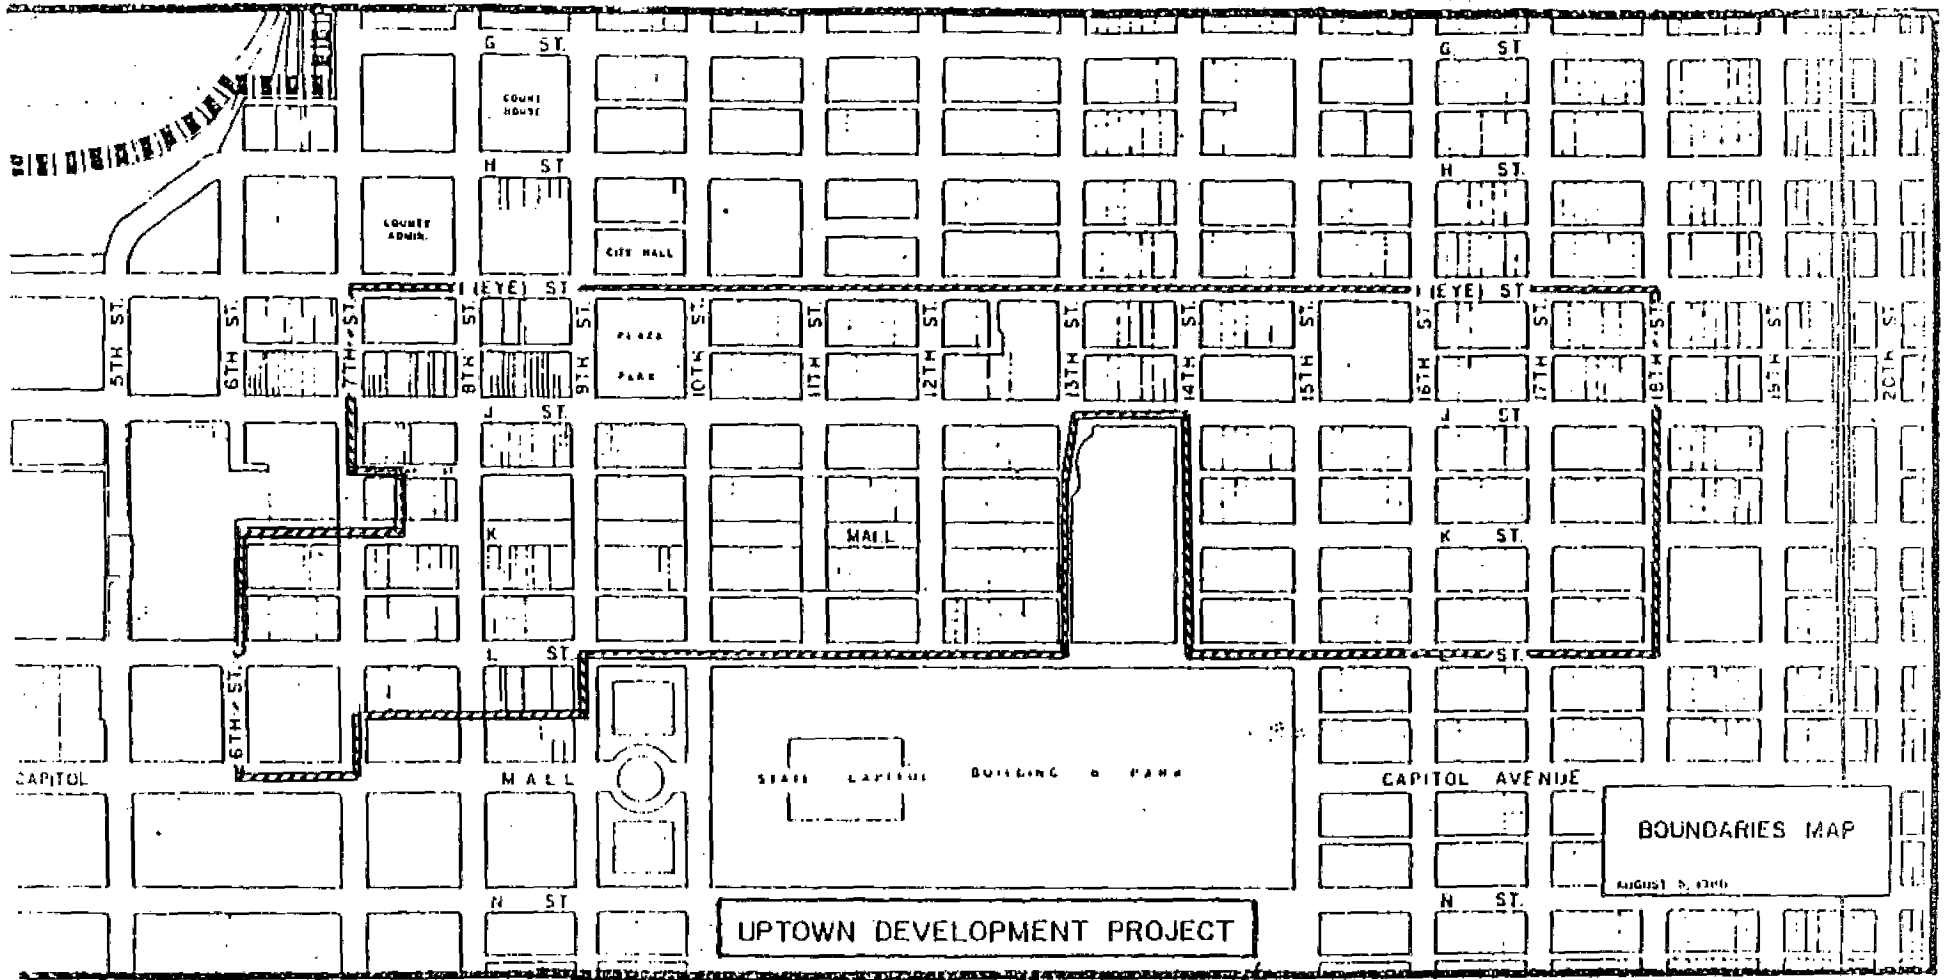 G ST.
G ST.
COURT
HOUSE
H ST
H ST.
COUNTY
ADMIN.
CITY HALL
I (EYE) ST
I (EYE) ST
5TH ST.
6TH ST.
7TH ST.
8TH ST.
9TH ST.
10TH ST.
11TH ST.
12TH ST.
13TH ST.
14TH ST.
15TH ST.
16TH ST.
17TH ST.
18TH ST.
19TH ST.
20TH ST
PLAZA
PARK
J ST.
J ST
K
MALL
K ST.
L ST.
L ST.
6TH ST.
CAPITOL
MALL
STATE CAPITOL BUILDING & PARK
CAPITOL AVENUE
BOUNDARIES MAP
N ST
N ST.
UPTOWN DEVELOPMENT PROJECT